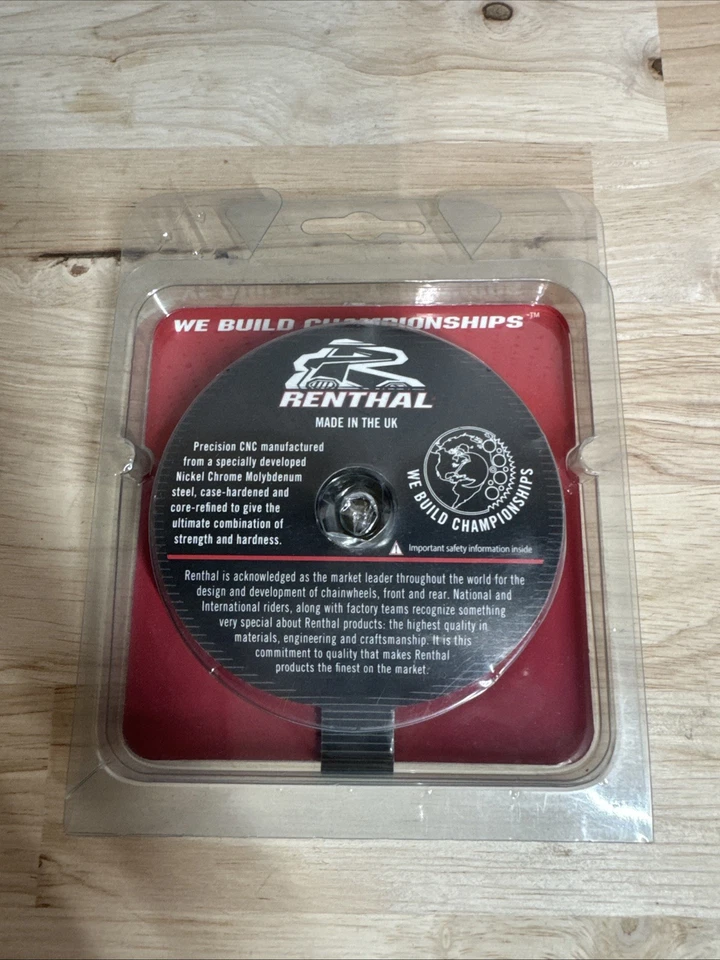 WE BUILD CHAMPIONSHIPS™
RENTHAL
MADE IN THE UK
Precision CNC manufactured
from a specially developed
Nickel Chrome Molybdenum
steel, case-hardened and
core-refined to give the
ultimate combination of
strength and hardness.
WE BUILD CHAMPIONSHIPS
Important safety information inside
Renthal is acknowledged as the market leader throughout the world for the
design and development of chainwheels, front and rear. National and
International riders, along with factory teams recognize something
very special about Renthal products: the highest quality in
materials, engineering and craftsmanship. It is this
commitment to quality that makes Renthal
products the finest on the market.